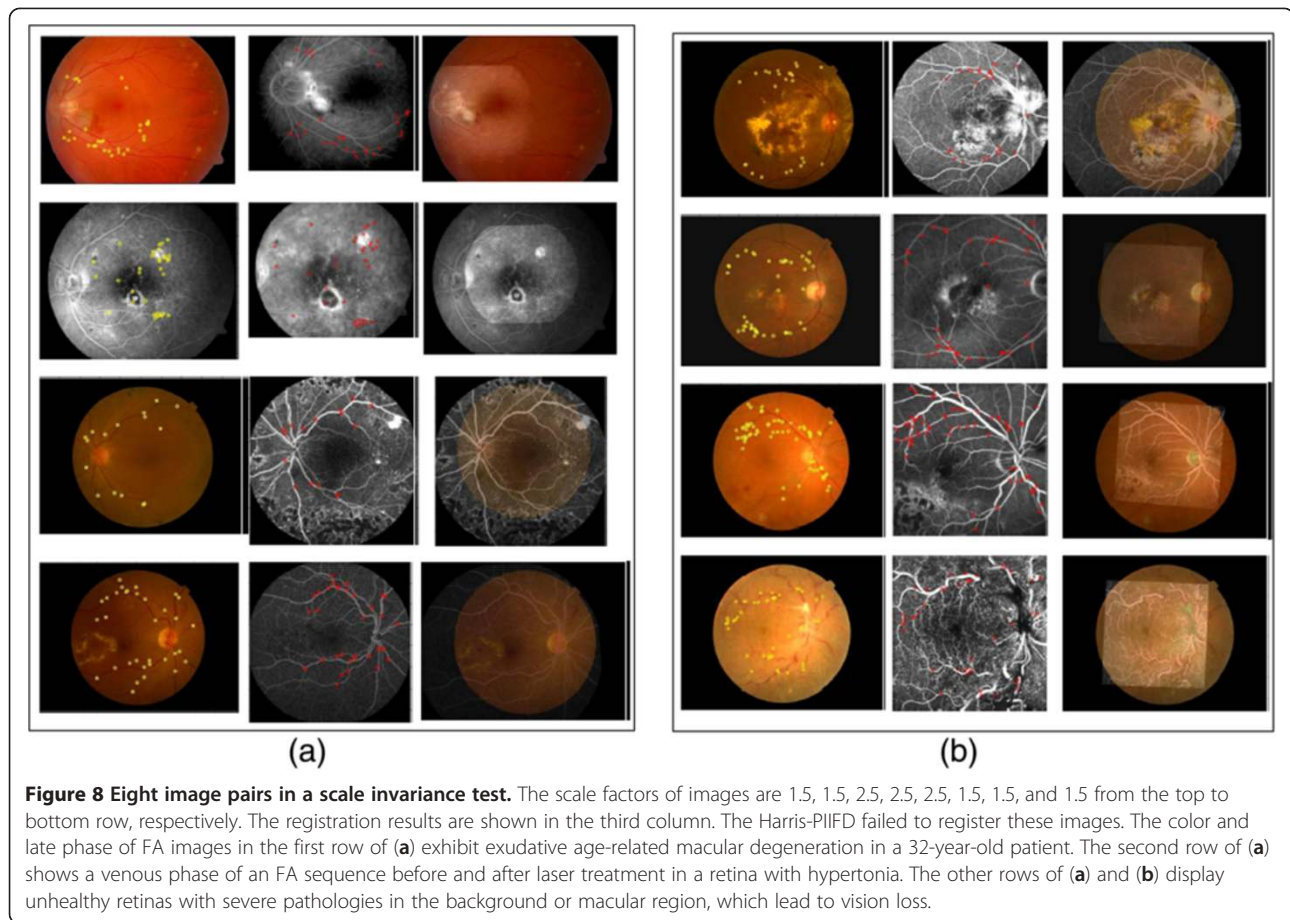 (a)
(b)
Figure 8 Eight image pairs in a scale invariance test. The scale factors of images are 1.5, 1.5, 2.5, 2.5, 2.5, 1.5, 1.5, and 1.5 from the top to
bottom row, respectively. The registration results are shown in the third column. The Harris-PIIFD failed to register these images. The color and
late phase of FA images in the first row of (a) exhibit exudative age-related macular degeneration in a 32-year-old patient. The second row of (a)
shows a venous phase of an FA sequence before and after laser treatment in a retina with hypertonia. The other rows of (a) and (b) display
unhealthy retinas with severe pathologies in the background or macular region, which lead to vision loss.